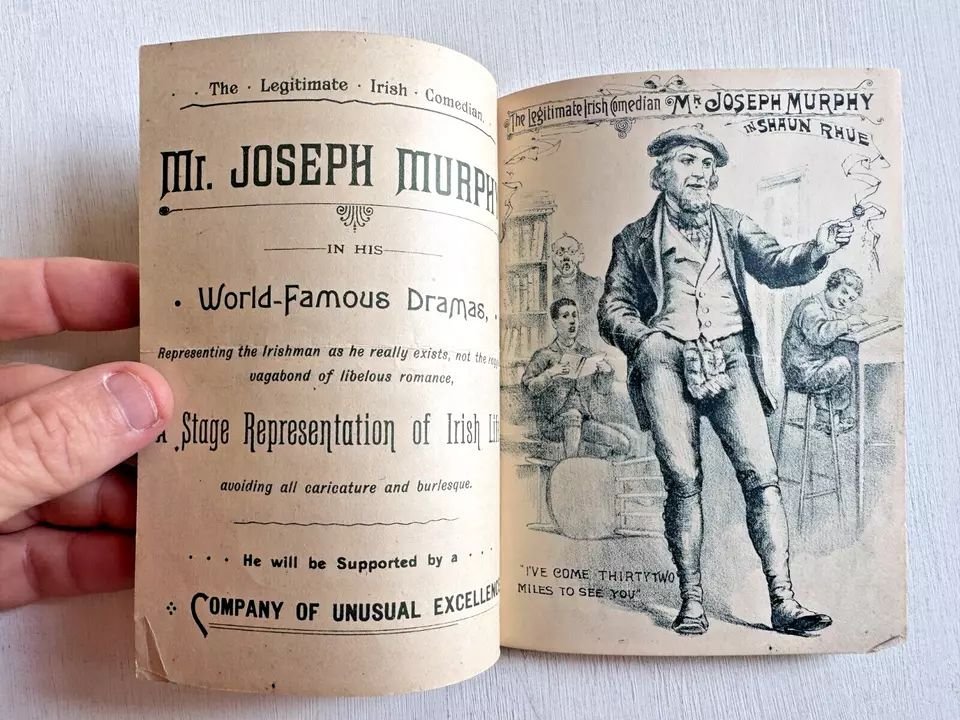 . . The · Legitimate · Irish · Comedian. .
Mr. JOSEPH MURPHY
IN HIS
· World-Famous Dramas, ·
Representing the Irishman as he really exists, not the
vagabond of libelous romance,
Stage Representation of Irish
avoiding all caricature and burlesque.
· · · He will be Supported by a · · ·
COMPANY OF UNUSUAL EXCELLENCE
The Legitimate Irish Comedian MR JOSEPH MURPHY
IN SHAUN RHUE
"I'VE COME THIRTY TWO
MILES TO SEE YOU"